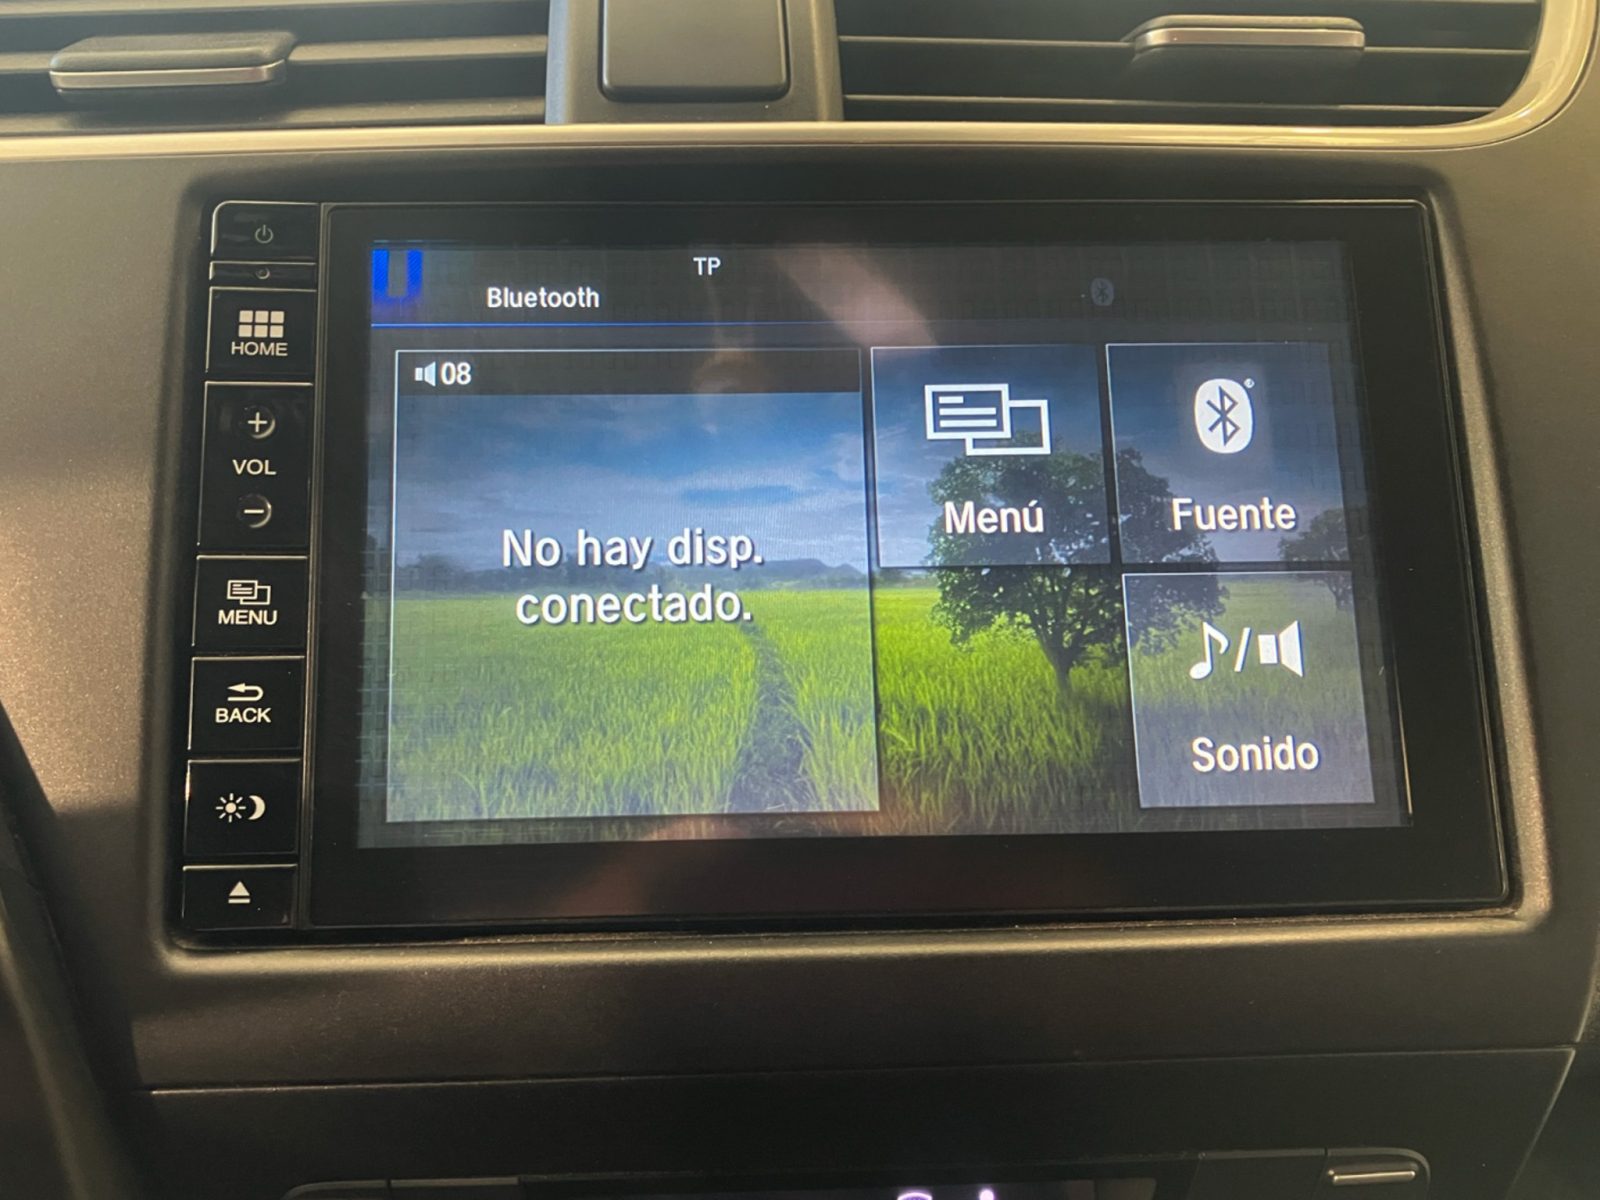 TP
Bluetooth
HOME
08
+
VOL
-
Menú
Fuente
No hay disp.
conectado.
MENU
BACK
Sonido